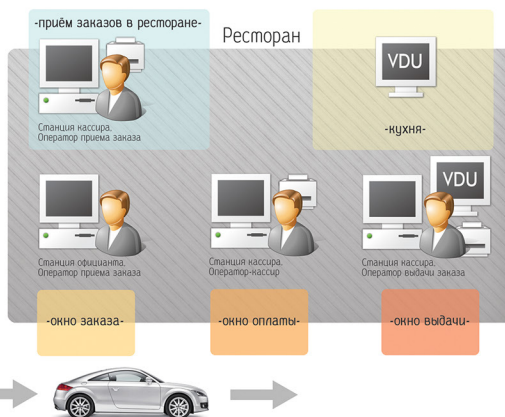 -приём заказов в ресторане-
Ресторан
VDU
Станция кассира.
Оператор приема заказа
-кухня-
VDU
Станция официанта.
Оператор приема заказа
Станция кассира.
Оператор-кассир
Станция кассира.
Оператор выдачи заказа
-окно заказа-
-окно оплаты-
-окно выдачи-